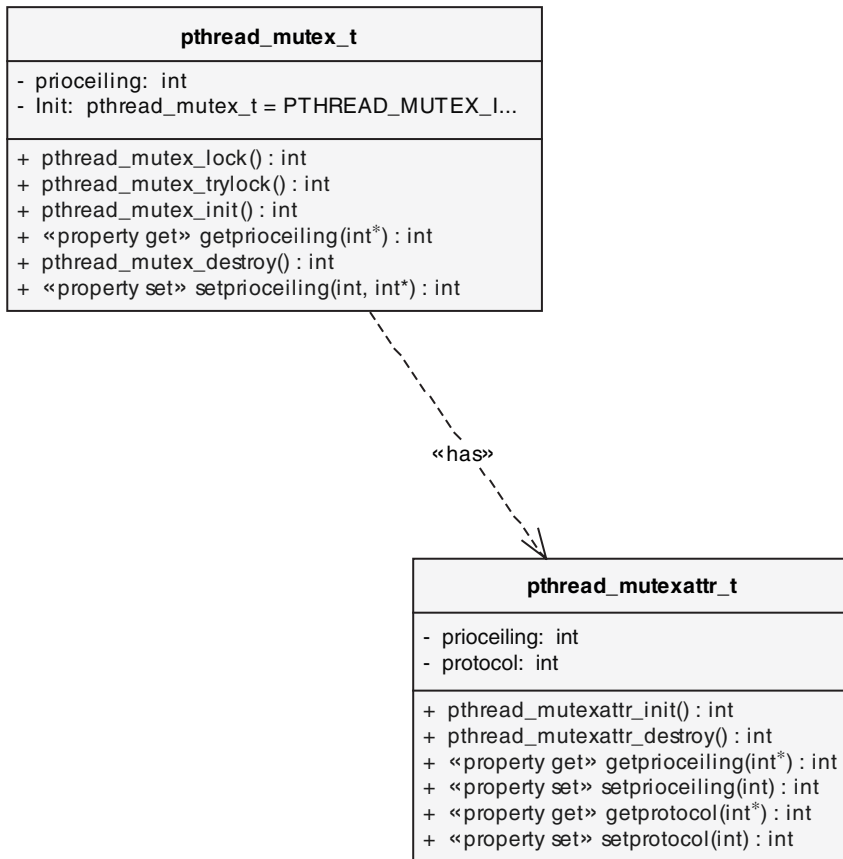 pthread_mutex_t
- prioceiling: int
- Init: pthread_mutex_t = PTHREAD_MUTEX_I...
+ pthread_mutex_lock() : int
+ pthread_mutex_trylock() : int
+ pthread_mutex_init() : int
+ «property get» getprioceiling(int*) : int
+ pthread_mutex_destroy() : int
+ «property set» setprioceiling(int, int*) : int
«has»
pthread_mutexattr_t
- prioceiling: int
- protocol: int
+ pthread_mutexattr_init() : int
+ pthread_mutexattr_destroy() : int
+ «property get» getprioceiling(int*) : int
+ «property set» setprioceiling(int) : int
+ «property get» getprotocol(int*) : int
+ «property set» setprotocol(int) : int